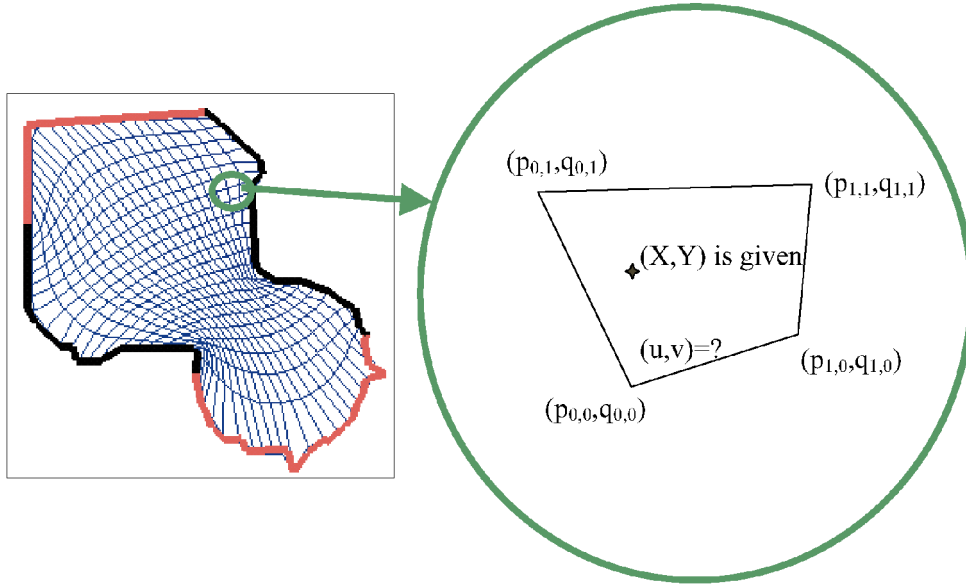 (p0,1,q0,1)
(p1,1,q1,1)
(X,Y) is given
(u,v)=?
(p1,0,q1,0)
(p0,0,q0,0)